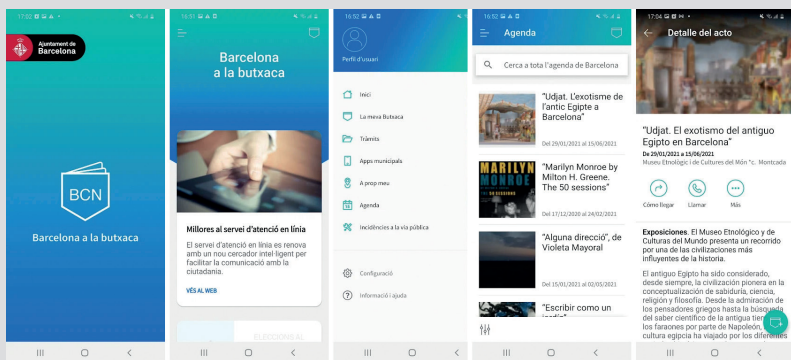 17:02
Ajuntament de
Barcelona
BCN
Barcelona a la butxaca
16:51
Barcelona
a la butxaca
Millores al servei d'atenció en línia
El servei d'atenció en línia es renova
amb un nou cercador intel·ligent per
facilitar la comunicació amb la
ciutadania.
VÉS AL WEB
16:52
Perfil d'usuari
Inici
La meva Butxaca
Tràmits
Apps municipals
A prop meu
Agenda
Incidències a la via pública
Configuració
Informació i ajuda
16:52
Agenda
Cerca a tota l'agenda de Barcelona
"Udjat. L'exotisme de
l'antic Egipte a
Barcelona"
Del 29/01/2021 al 15/06/2021
MARILYN
MONROE
"Marilyn Monroe by
Milton H. Greene.
The 50 sessions"
Del 17/12/2020 al 24/02/2021
"Alguna direcció", de
Violeta Mayoral
Del 15/01/2021 al 02/05/2021
"Escribir como un
17:04
Detalle del acto
"Udjat. El exotismo del antiguo
Egipto en Barcelona"
De 29/01/2021 a 15/06/2021
Museu Etnològic i de Cultures del Món "c. Montcada
Cómo llegar
Llamar
Más
Exposiciones. El Museo Etnológico y de
Culturas del Mundo presenta un recorrido
por una de las civilizaciones más
influyentes de la historia.
El antiguo Egipto ha sido considerado,
desde siempre, la civilización pionera en la
conceptualización de sabiduría, ciencia,
religión y filosofía. Desde la admiración de
los pensadores griegos hasta la búsqueda
del saber científico de la antigua
los faraones por parte de Napoleón,
cultura egipcia ha viajado por los diferentes